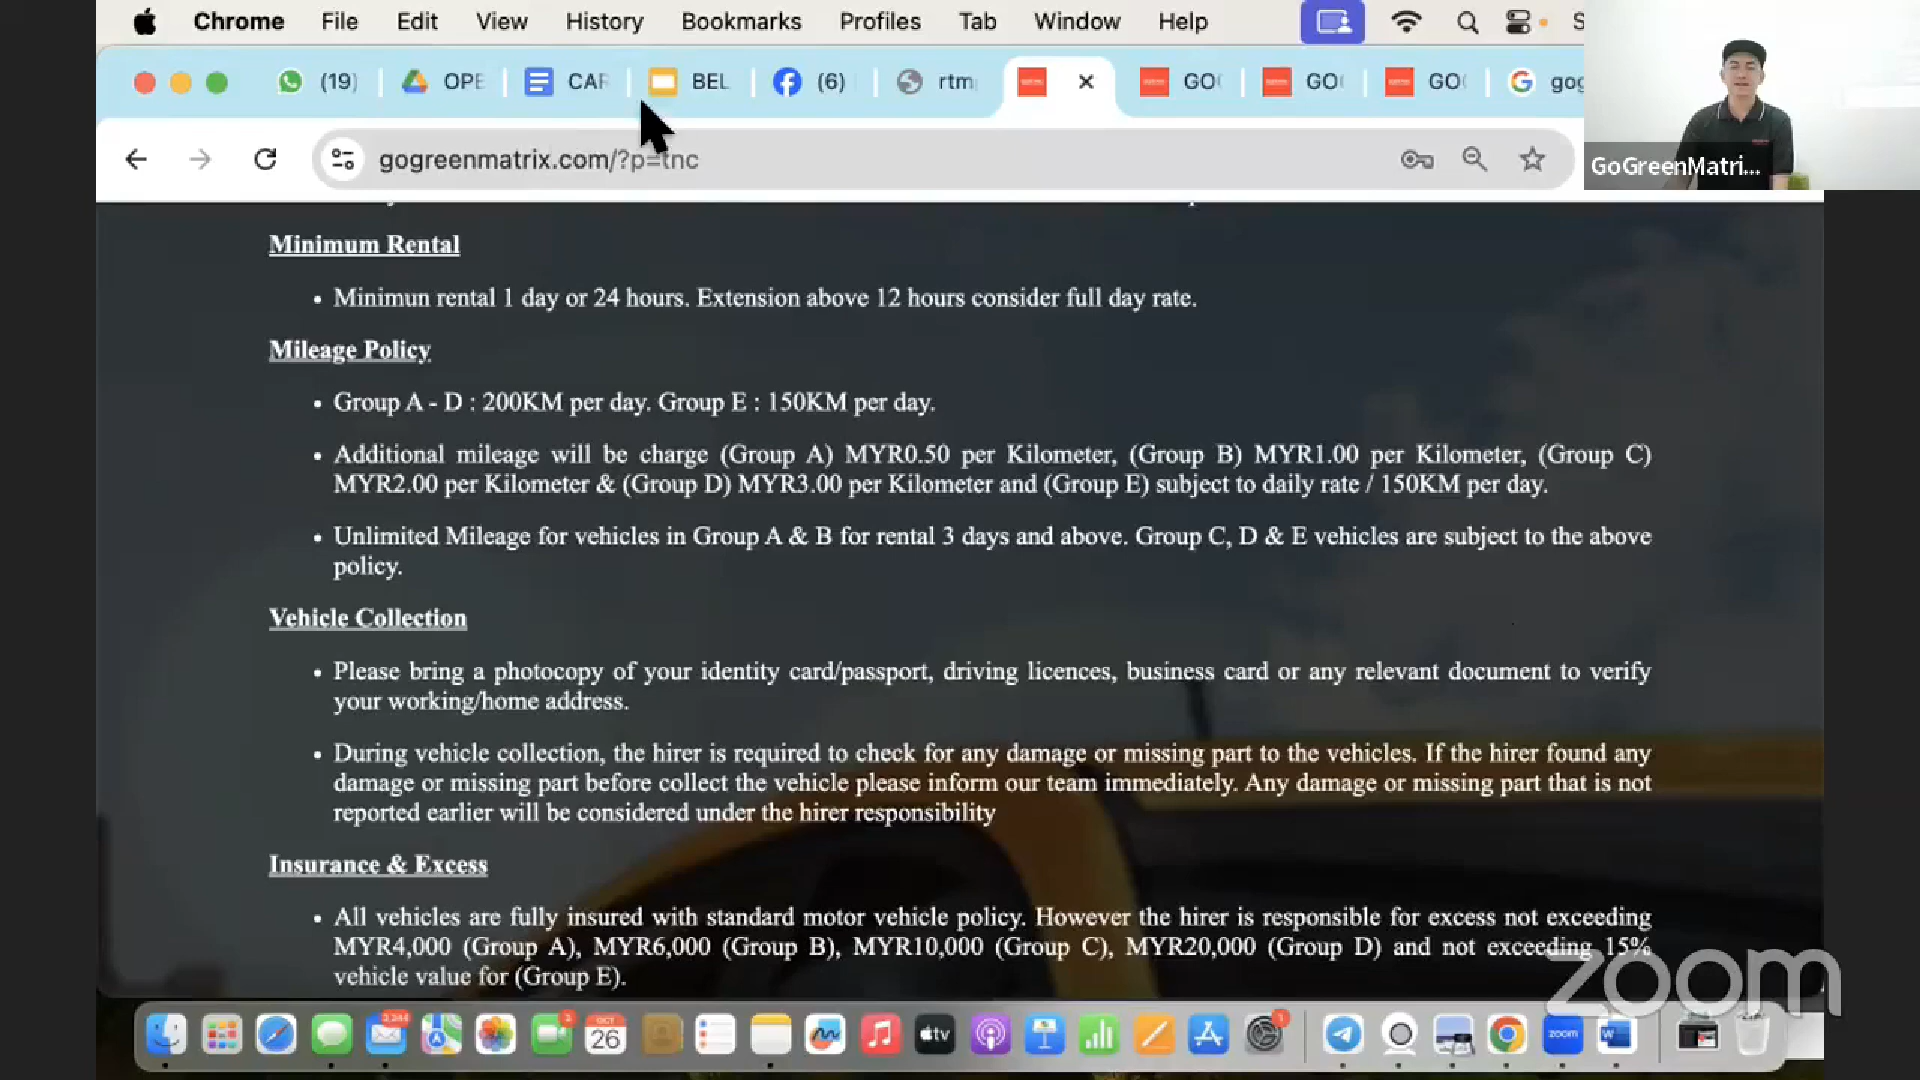 Chrome File Edit View History Bookmarks Profiles Tab Window Help S
(19) OPE CAR BEL (6) rtm GO GO GO gog
gogreenmatrix.com/?p=tnc
GoGreenMatri...
Minimum Rental
• Minimun rental 1 day or 24 hours. Extension above 12 hours consider full day rate.
Mileage Policy
• Group A - D : 200KM per day. Group E : 150KM per day.
• Additional mileage will be charge (Group A) MYR0.50 per Kilometer, (Group B) MYR1.00 per Kilometer, (Group C)
MYR2.00 per Kilometer & (Group D) MYR3.00 per Kilometer and (Group E) subject to daily rate / 150KM per day.
• Unlimited Mileage for vehicles in Group A & B for rental 3 days and above. Group C, D & E vehicles are subject to the above
policy.
Vehicle Collection
• Please bring a photocopy of your identity card/passport, driving licences, business card or any relevant document to verify
your working/home address.
• During vehicle collection, the hirer is required to check for any damage or missing part to the vehicles. If the hirer found any
damage or missing part before collect the vehicle please inform our team immediately. Any damage or missing part that is not
reported earlier will be considered under the hirer responsibility
Insurance & Excess
• All vehicles are fully insured with standard motor vehicle policy. However the hirer is responsible for excess not exceeding
MYR4,000 (Group A), MYR6,000 (Group B), MYR10,000 (Group C), MYR20,000 (Group D) and not exceeding 15%
vehicle value for (Group E).
zoom
OCT
26
tv
zoom
W